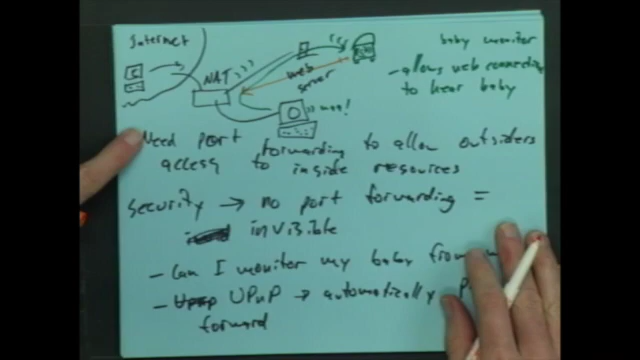 Internet
NAT
web
server
baby monitor
- allows web connection
to hear baby
Need port forwarding to allow outsiders
access to inside resources
Security → no port forwarding =
invisible
- Can I monitor my baby from
- UPnP → automatically
forward